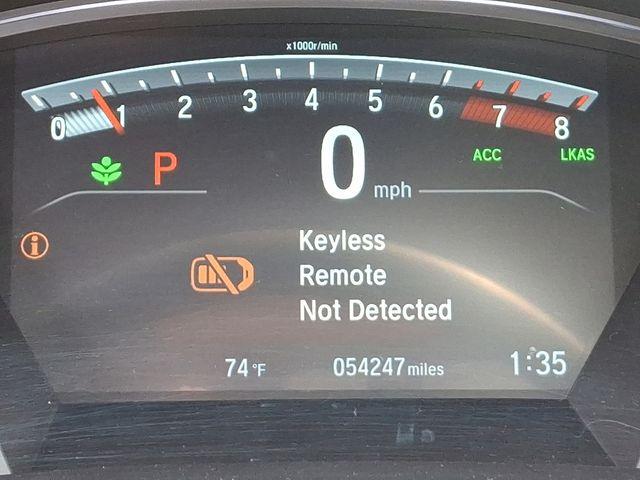 x1000r/min
0 1 2 3 4 5 6 7 8
P 0 mph ACC LKAS
Keyless
Remote
Not Detected
74°F 054247 miles 1:35